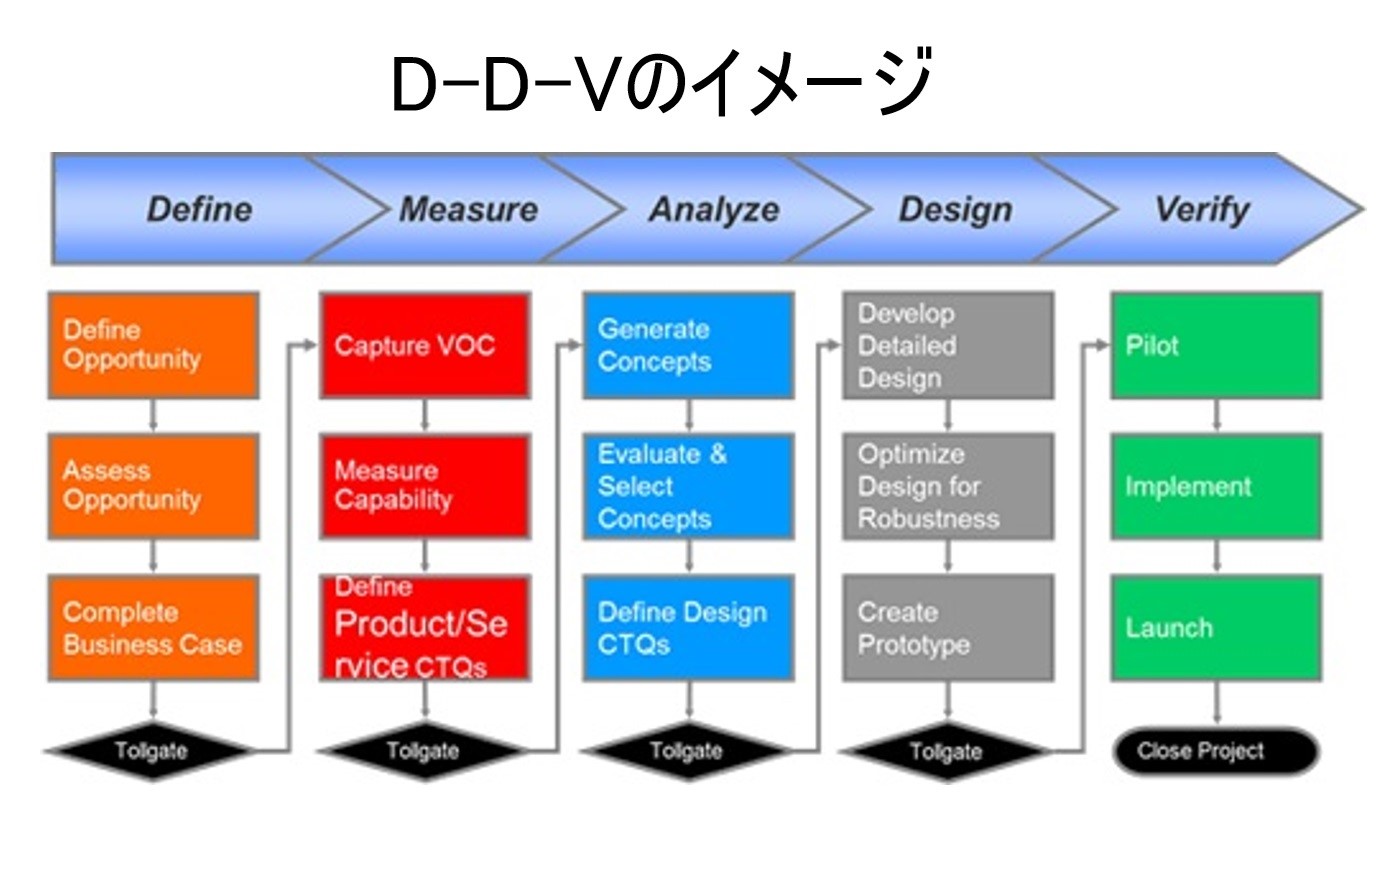 D-D-Vのイメージ
Define
Measure
Analyze
Design
Verify
Define
Opportunity
Assess
Opportunity
Complete
Business Case
Tollgate
Capture VOC
Measure
Capability
Define
Product/Se
rvice CTQs
Tollgate
Generate
Concepts
Evaluate &
Select
Concepts
Define Design
CTQs
Tollgate
Develop
Detailed
Design
Optimize
Design for
Robustness
Create
Prototype
Tollgate
Pilot
Implement
Launch
Close Project